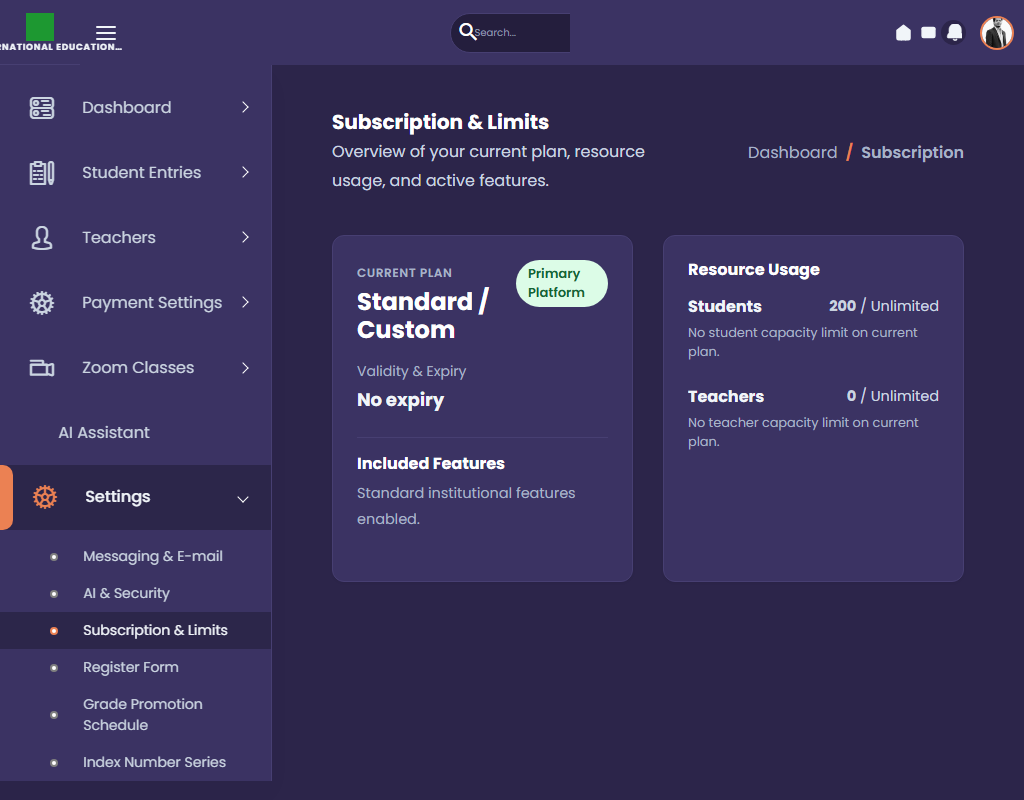 RNATIONAL EDUCATION...
Search...
Dashboard
Student Entries
Teachers
Payment Settings
Zoom Classes
AI Assistant
Settings
Messaging & E-mail
AI & Security
Subscription & Limits
Register Form
Grade Promotion
Schedule
Index Number Series
Subscription & Limits
Overview of your current plan, resource
usage, and active features.
Dashboard / Subscription
CURRENT PLAN
Standard /
Custom
Primary
Platform
Validity & Expiry
No expiry
Included Features
Standard institutional features
enabled.
Resource Usage
Students 200 / Unlimited
No student capacity limit on current
plan.
Teachers 0 / Unlimited
No teacher capacity limit on current
plan.